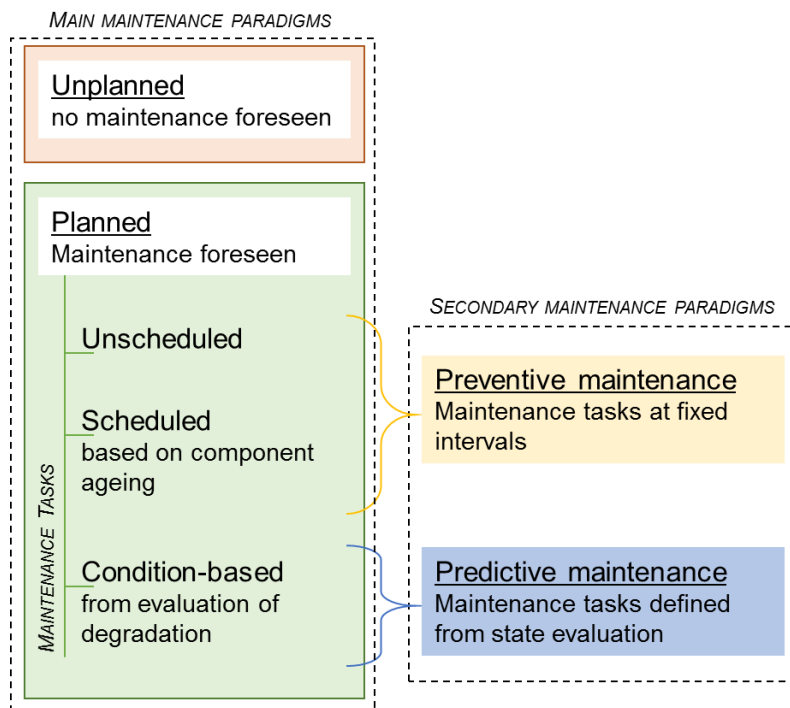 MAIN MAINTENANCE PARADIGMS
Unplanned
no maintenance foreseen
Planned
Maintenance foreseen
MAINTENANCE TASKS
Unscheduled
Scheduled
based on component
ageing
Condition-based
from evaluation of
degradation
SECONDARY MAINTENANCE PARADIGMS
Preventive maintenance
Maintenance tasks at fixed
intervals
Predictive maintenance
Maintenance tasks defined
from state evaluation